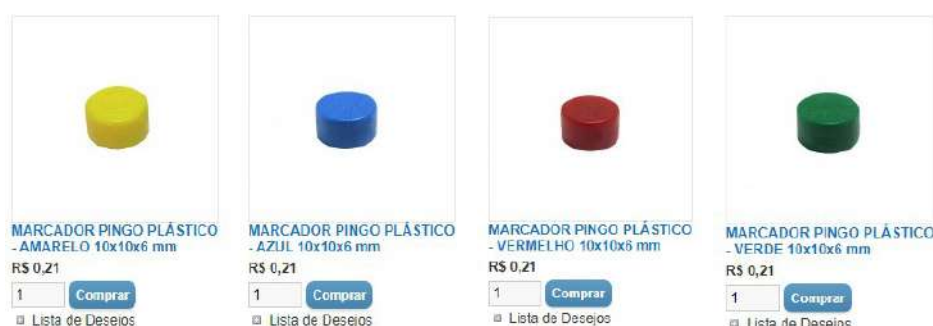 MARCADOR PINGO PLÁSTICO
- AMARELO 10x10x6 mm
R$ 0,21
1 Comprar
Lista de Desejos
MARCADOR PINGO PLÁSTICO
- AZUL 10x10x6 mm
R$ 0,21
1 Comprar
Lista de Desejos
MARCADOR PINGO PLÁSTICO
- VERMELHO 10x10x6 mm
R$ 0,21
1 Comprar
Lista de Desejos
MARCADOR PINGO PLÁSTICO
- VERDE 10x10x6 mm
R$ 0,21
1 Comprar
Lista de Desejos